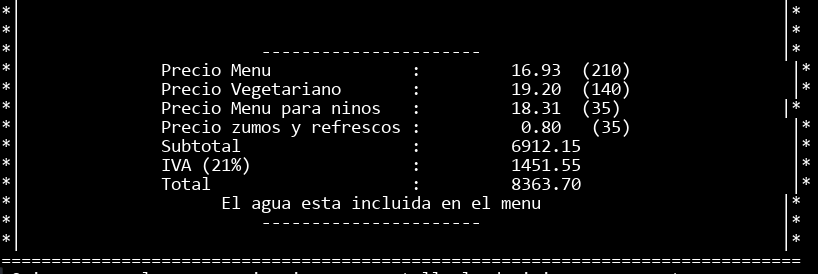 *| |*
*| |*
*| ---------------------- |*
*| Precio Menu : 16.93 (210) |*
*| Precio Vegetariano : 19.20 (140) |*
*| Precio Menu para ninos : 18.31 (35) |*
*| Precio zumos y refrescos : 0.80 (35) |*
*| Subtotal : 6912.15 |*
*| IVA (21%) : 1451.55 |*
*| Total : 8363.70 |*
*| El agua esta incluida en el menu |*
*| ---------------------- |*
*| |*
================================================================================